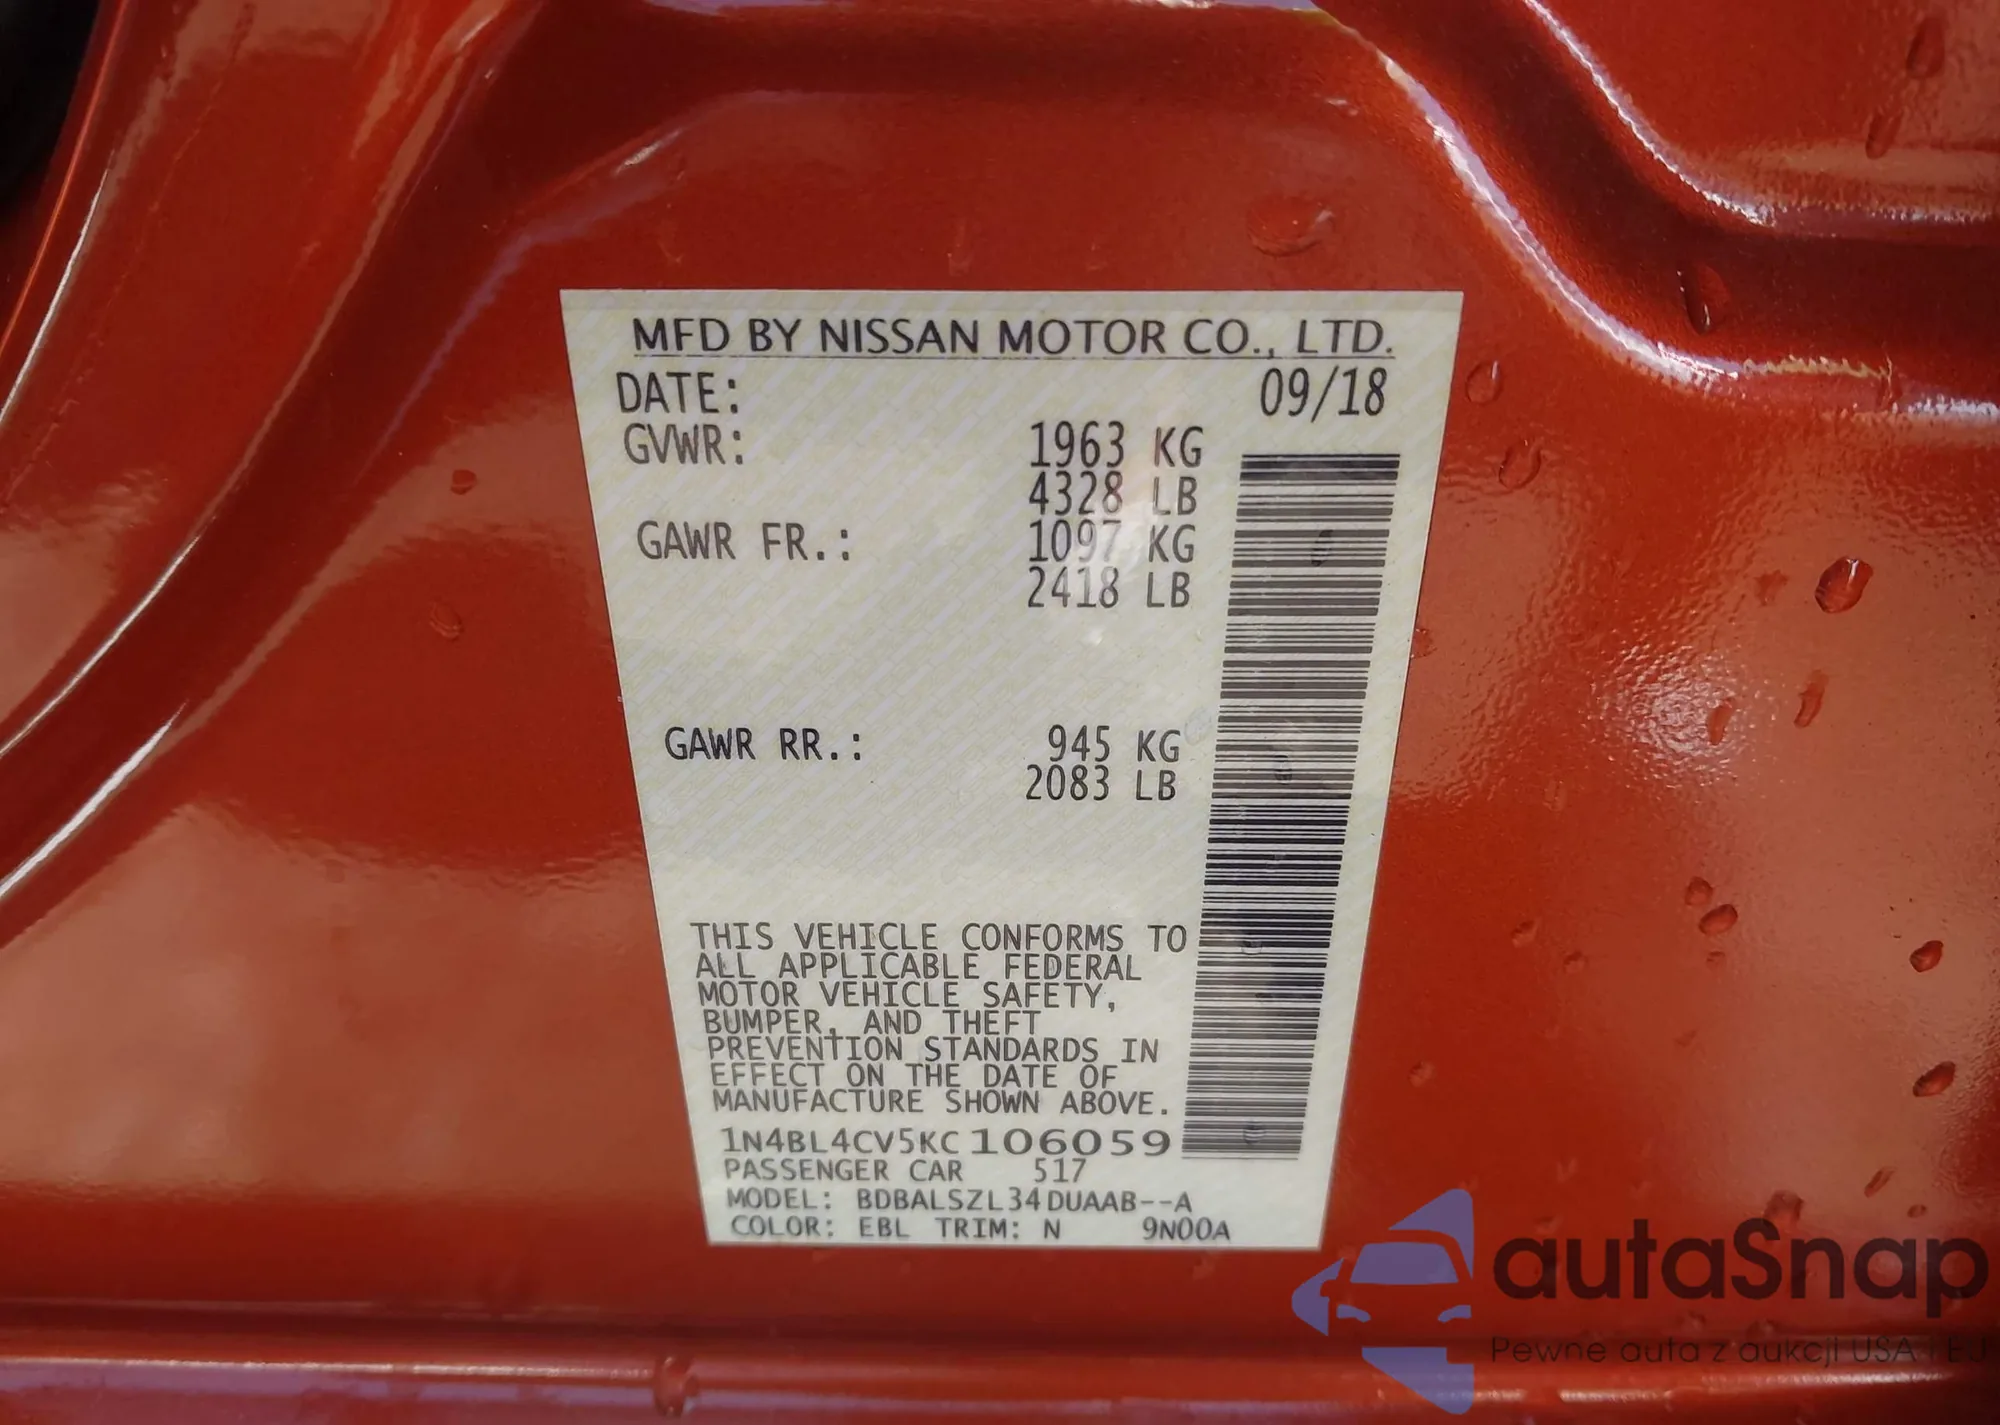 MFD BY NISSAN MOTOR CO., LTD.
DATE: 09/18
GVWR: 1963 KG
4328 LB
GAWR FR.: 1097 KG
2418 LB
GAWR RR.: 945 KG
2083 LB
THIS VEHICLE CONFORMS TO
ALL APPLICABLE FEDERAL
MOTOR VEHICLE SAFETY,
BUMPER, AND THEFT
PREVENTION STANDARDS IN
EFFECT ON THE DATE OF
MANUFACTURE SHOWN ABOVE.
1N4BL4CV5KC106059
PASSENGER CAR 517
MODEL: BDBALSZL34DUAAB--A
COLOR: EBL TRIM: N 9N00A
autaSnap
Pewne auta z aukcji USA i EU